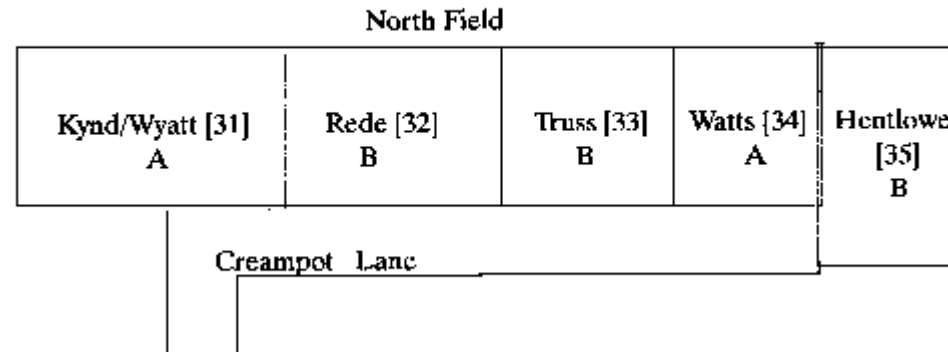 North Field
Kynd/Wyatt [31] Rede [32] Truss [33] Watts [34] Hentlowe
A B B A [35]
B
Creampot Lane